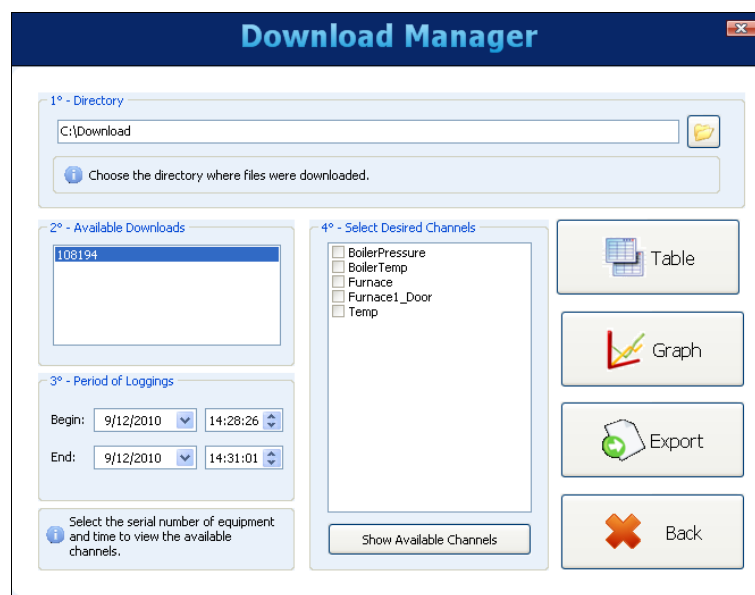 Download Manager
1° - Directory
C:\Download
Choose the directory where files were downloaded.
2° - Available Downloads
108194
3° - Period of Loggings
Begin: 9/12/2010 14:28:26
End: 9/12/2010 14:31:01
Select the serial number of equipment
and time to view the available
channels.
4° - Select Desired Channels
BoilerPressure
BoilerTemp
Furnace
Furnace1_Door
Temp
Show Available Channels
Table
Graph
Export
Back